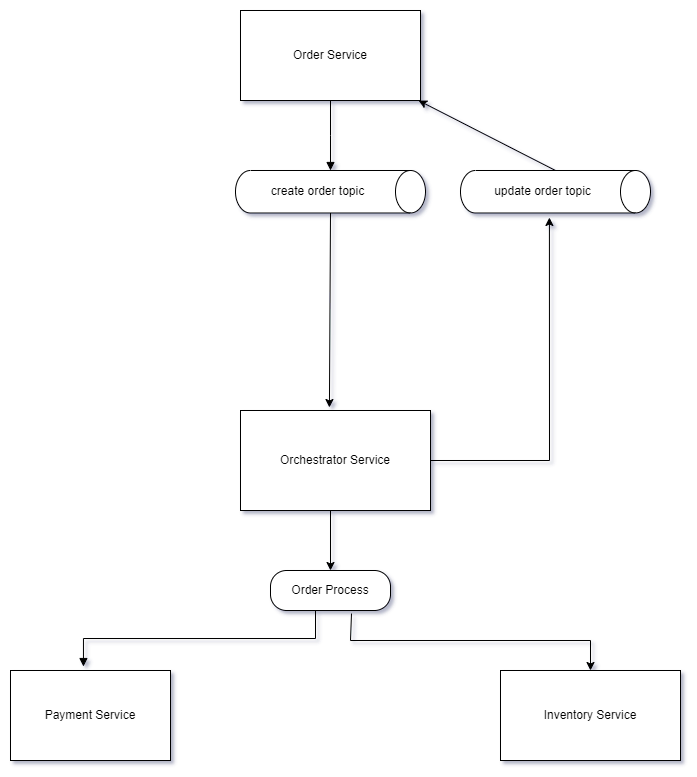 Order Service
create order topic
update order topic
Orchestrator Service
Order Process
Payment Service
Inventory Service